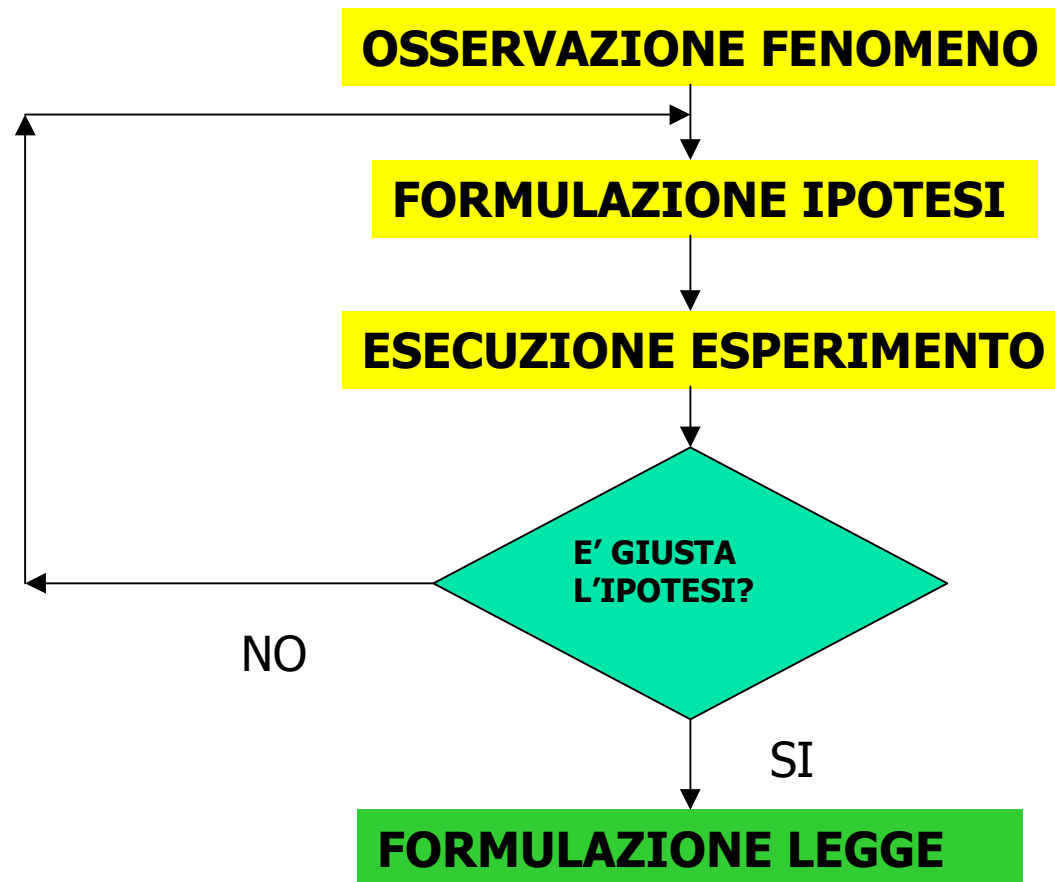 OSSERVAZIONE FENOMENO
FORMULAZIONE IPOTESI
ESECUZIONE ESPERIMENTO
E’ GIUSTA
L’IPOTESI?
NO
SI
FORMULAZIONE LEGGE